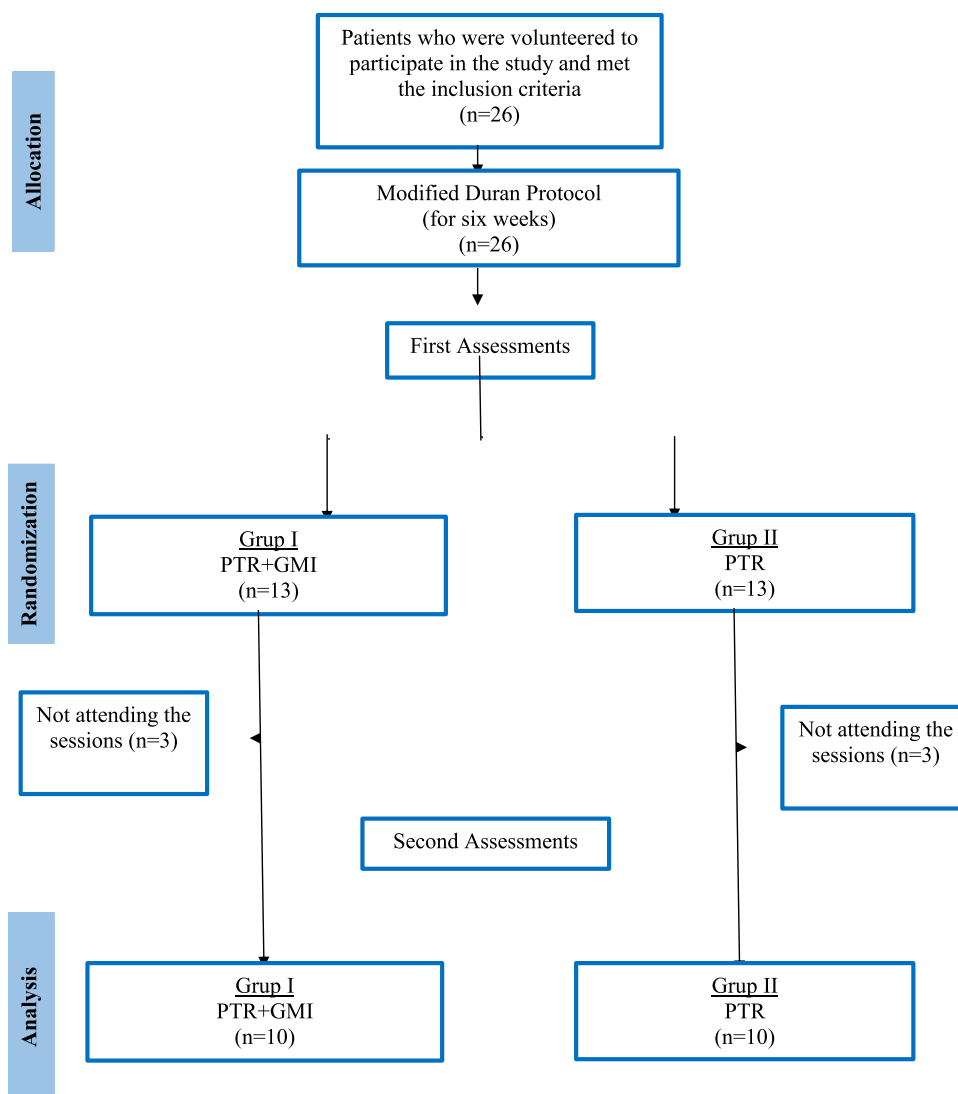 Allocation
Patients who were volunteered to
participate in the study and met
the inclusion criteria
(n=26)
Modified Duran Protocol
(for six weeks)
(n=26)
First Assessments
Randomization
Grup I
PTR+GMI
(n=13)
Grup II
PTR
(n=13)
Not attending the
sessions (n=3)
Not attending the
sessions (n=3)
Second Assessments
Analysis
Grup I
PTR+GMI
(n=10)
Grup II
PTR
(n=10)